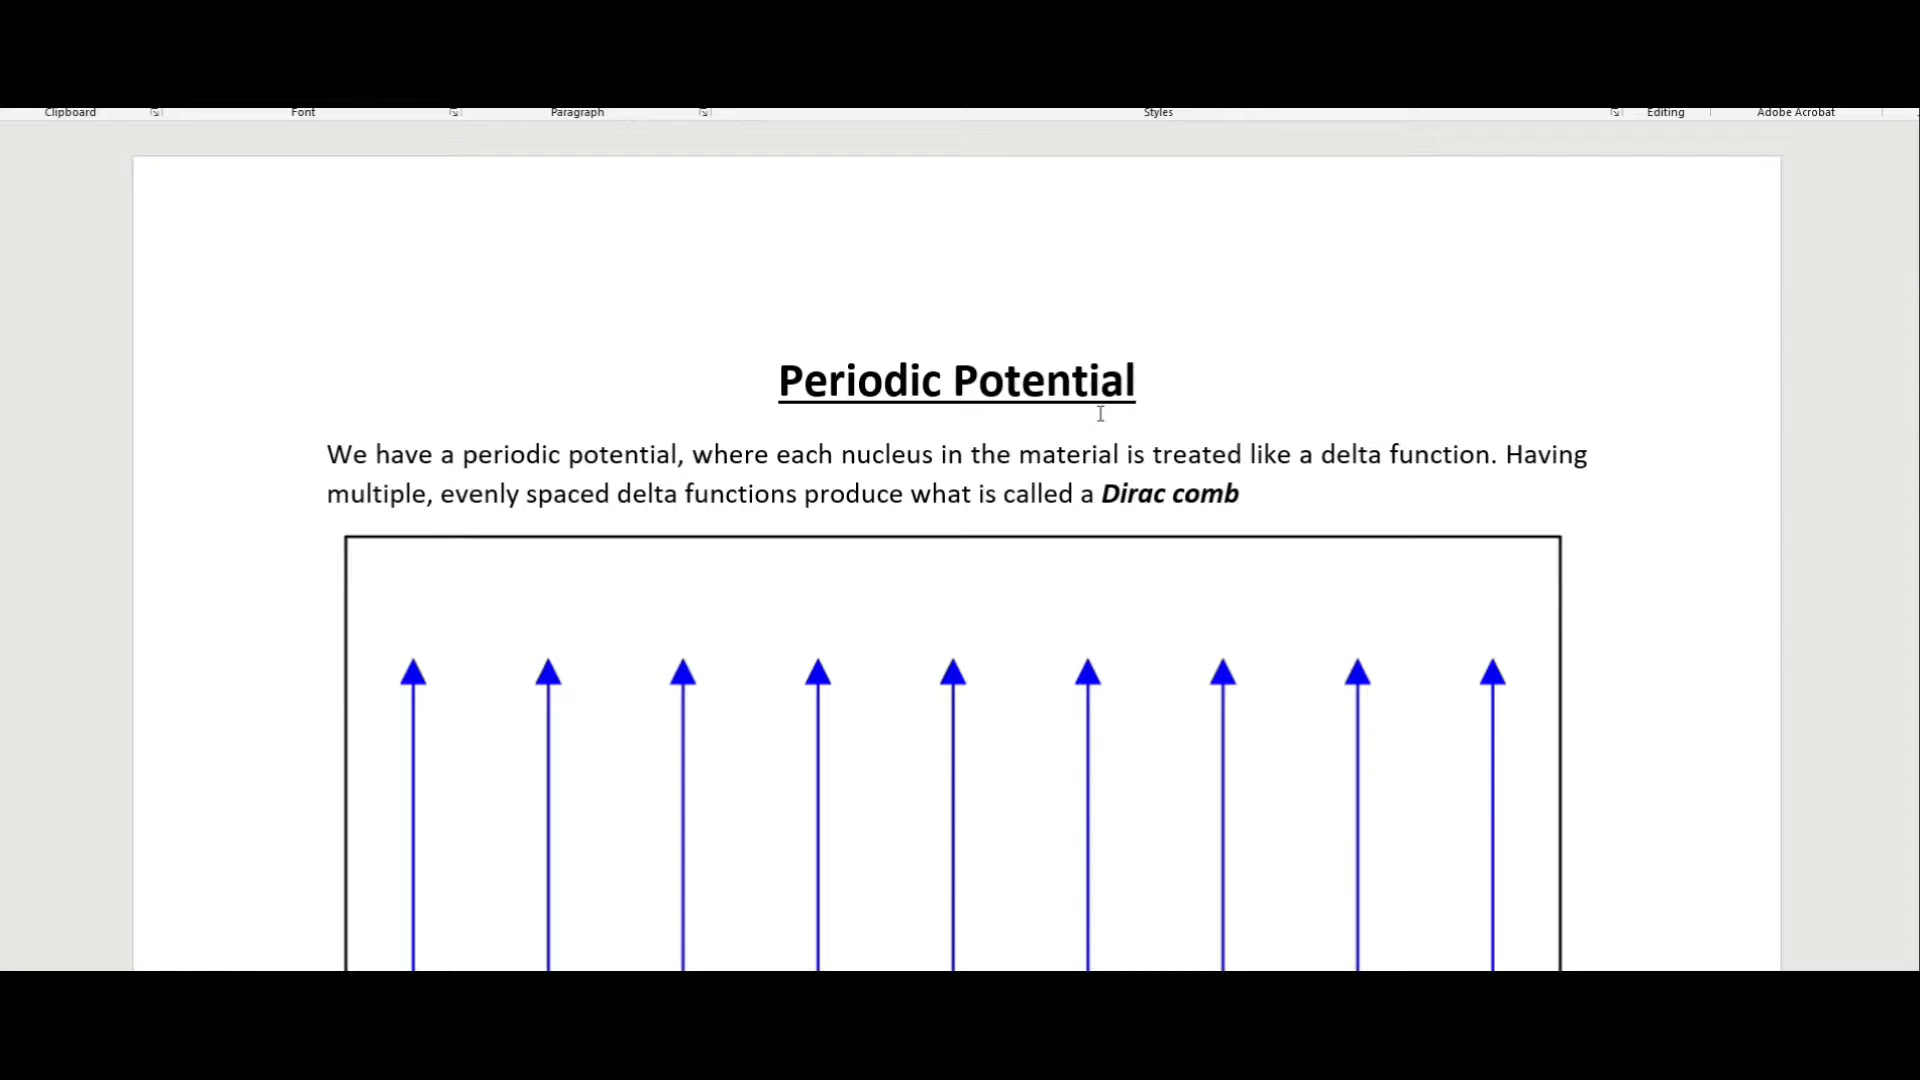 Clipboard Font Paragraph Styles Editing Adobe Acrobat
Periodic Potential
We have a periodic potential, where each nucleus in the material is treated like a delta function. Having
multiple, evenly spaced delta functions produce what is called a Dirac comb